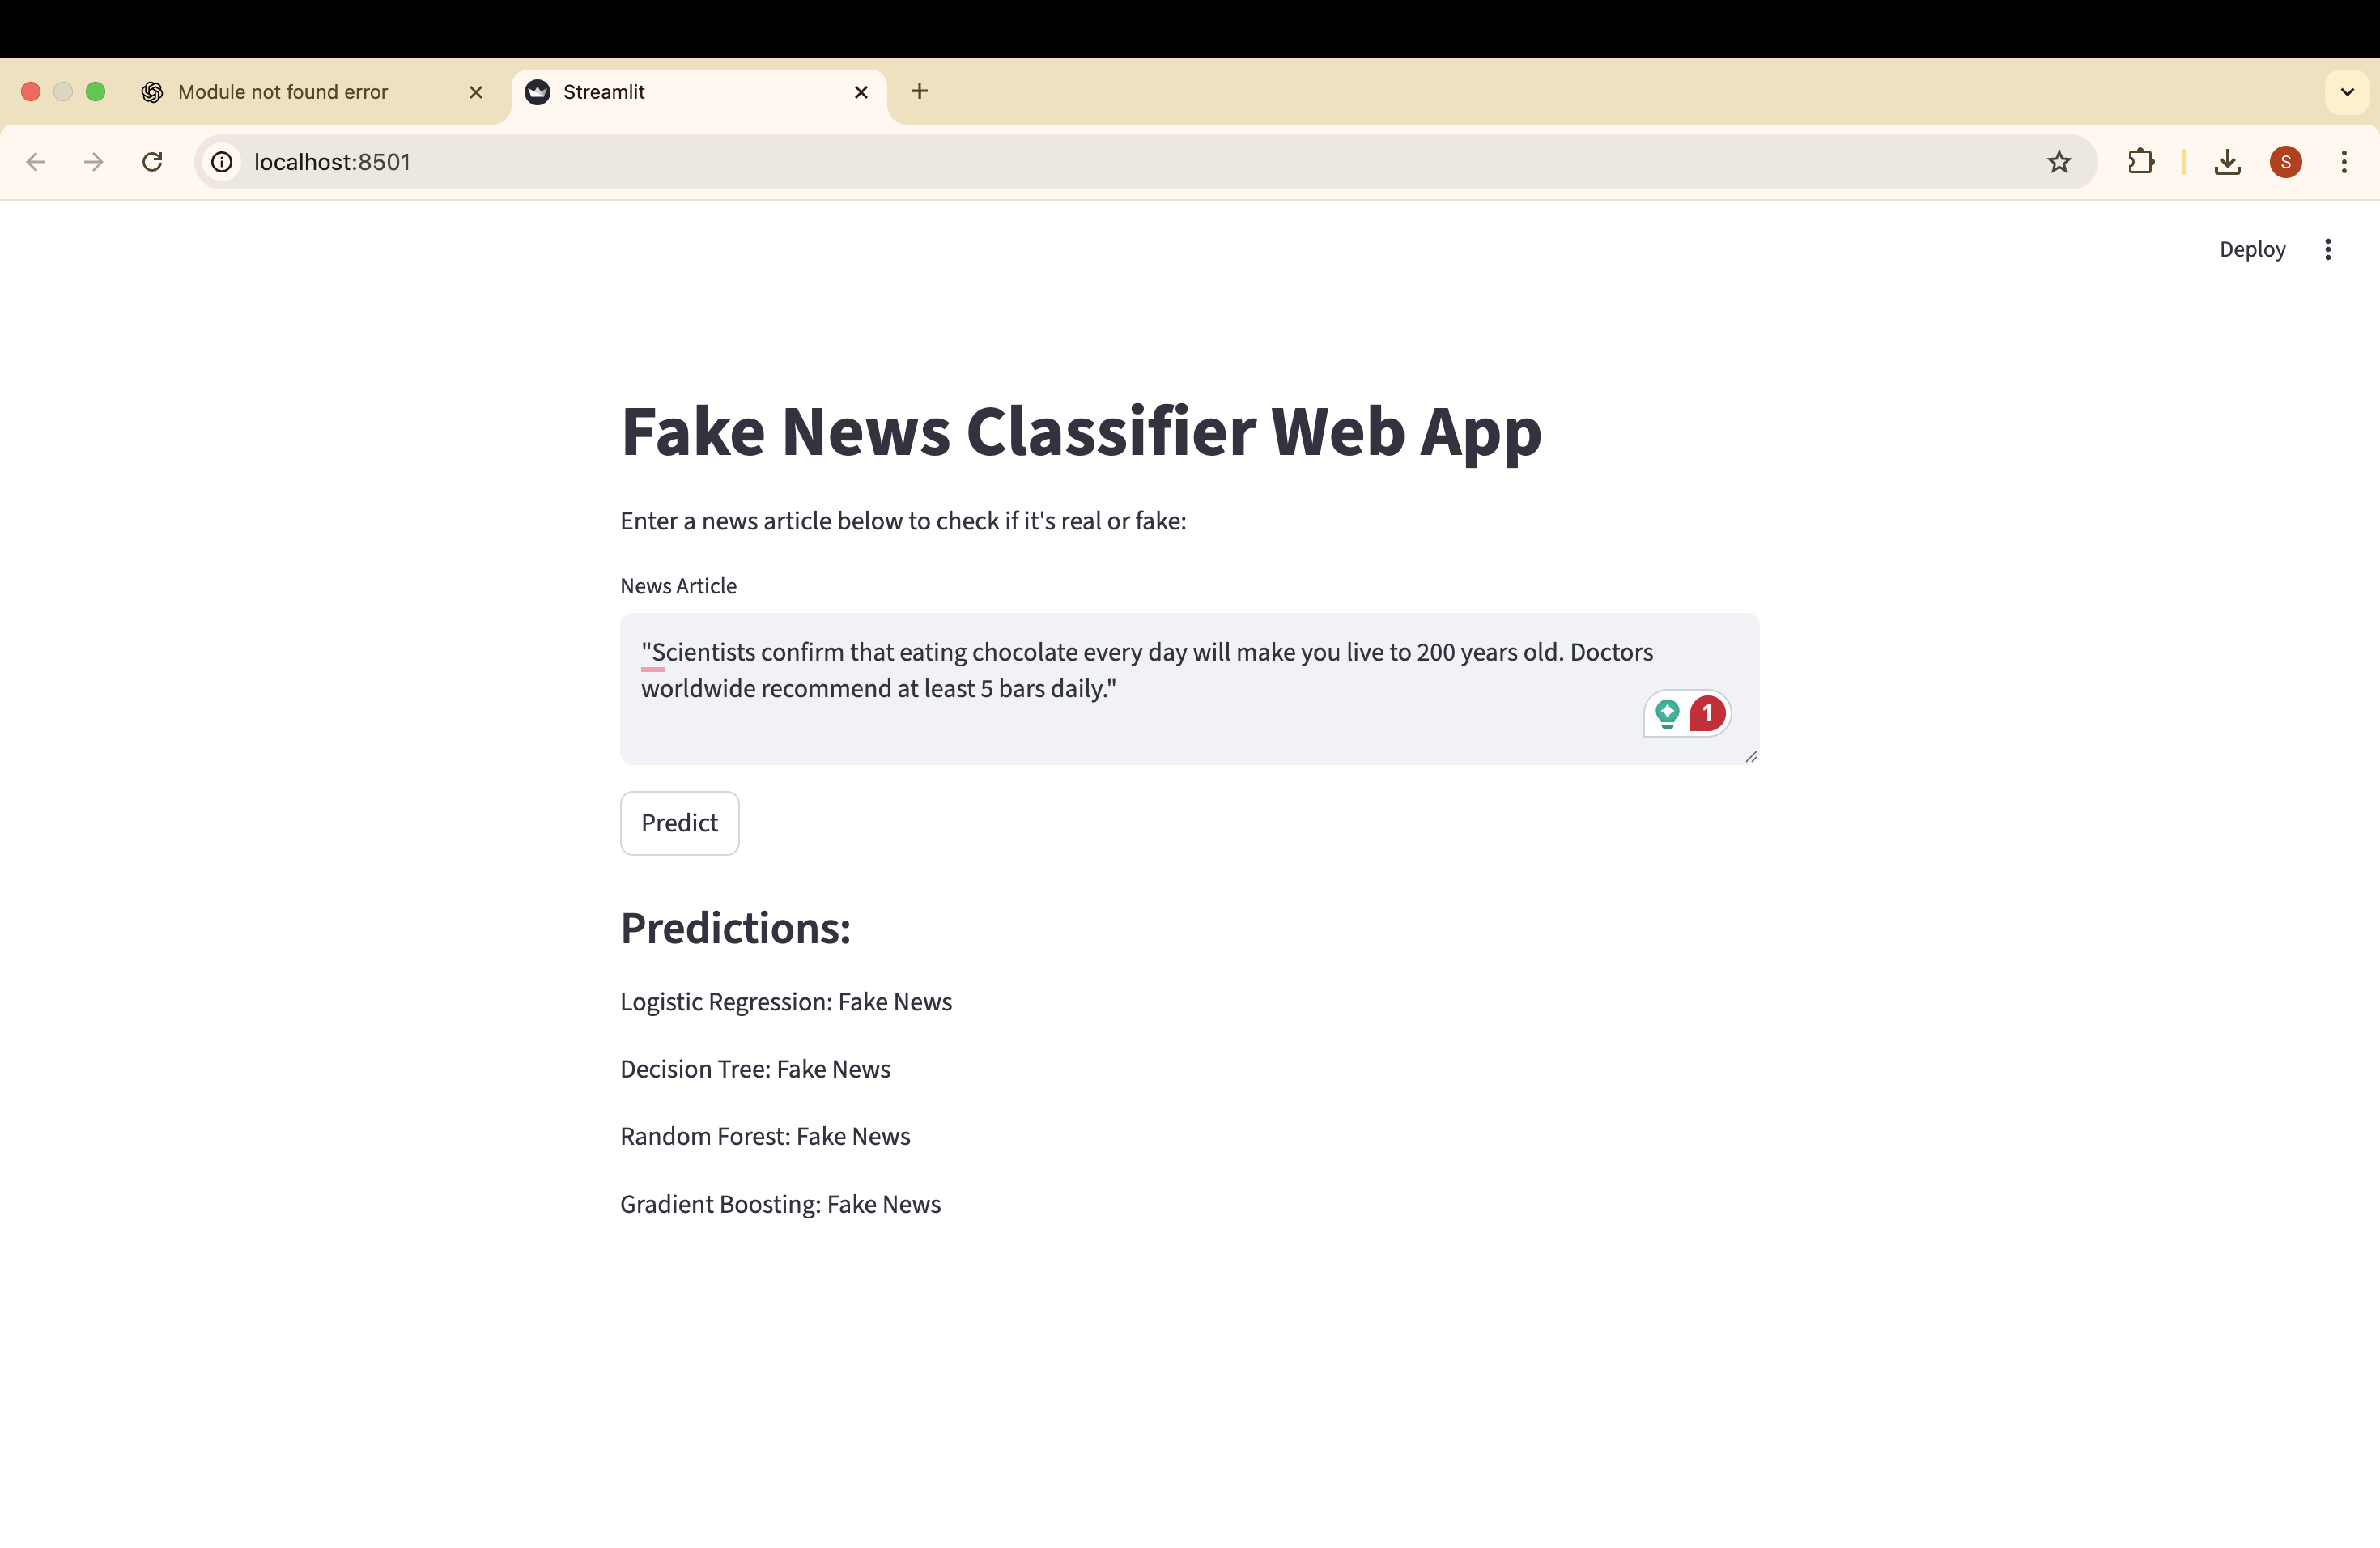 Module not found error
Streamlit
localhost:8501
S
Deploy
Fake News Classifier Web App
Enter a news article below to check if it's real or fake:
News Article
"Scientists confirm that eating chocolate every day will make you live to 200 years old. Doctors
worldwide recommend at least 5 bars daily."
1
Predict
Predictions:
Logistic Regression: Fake News
Decision Tree: Fake News
Random Forest: Fake News
Gradient Boosting: Fake News